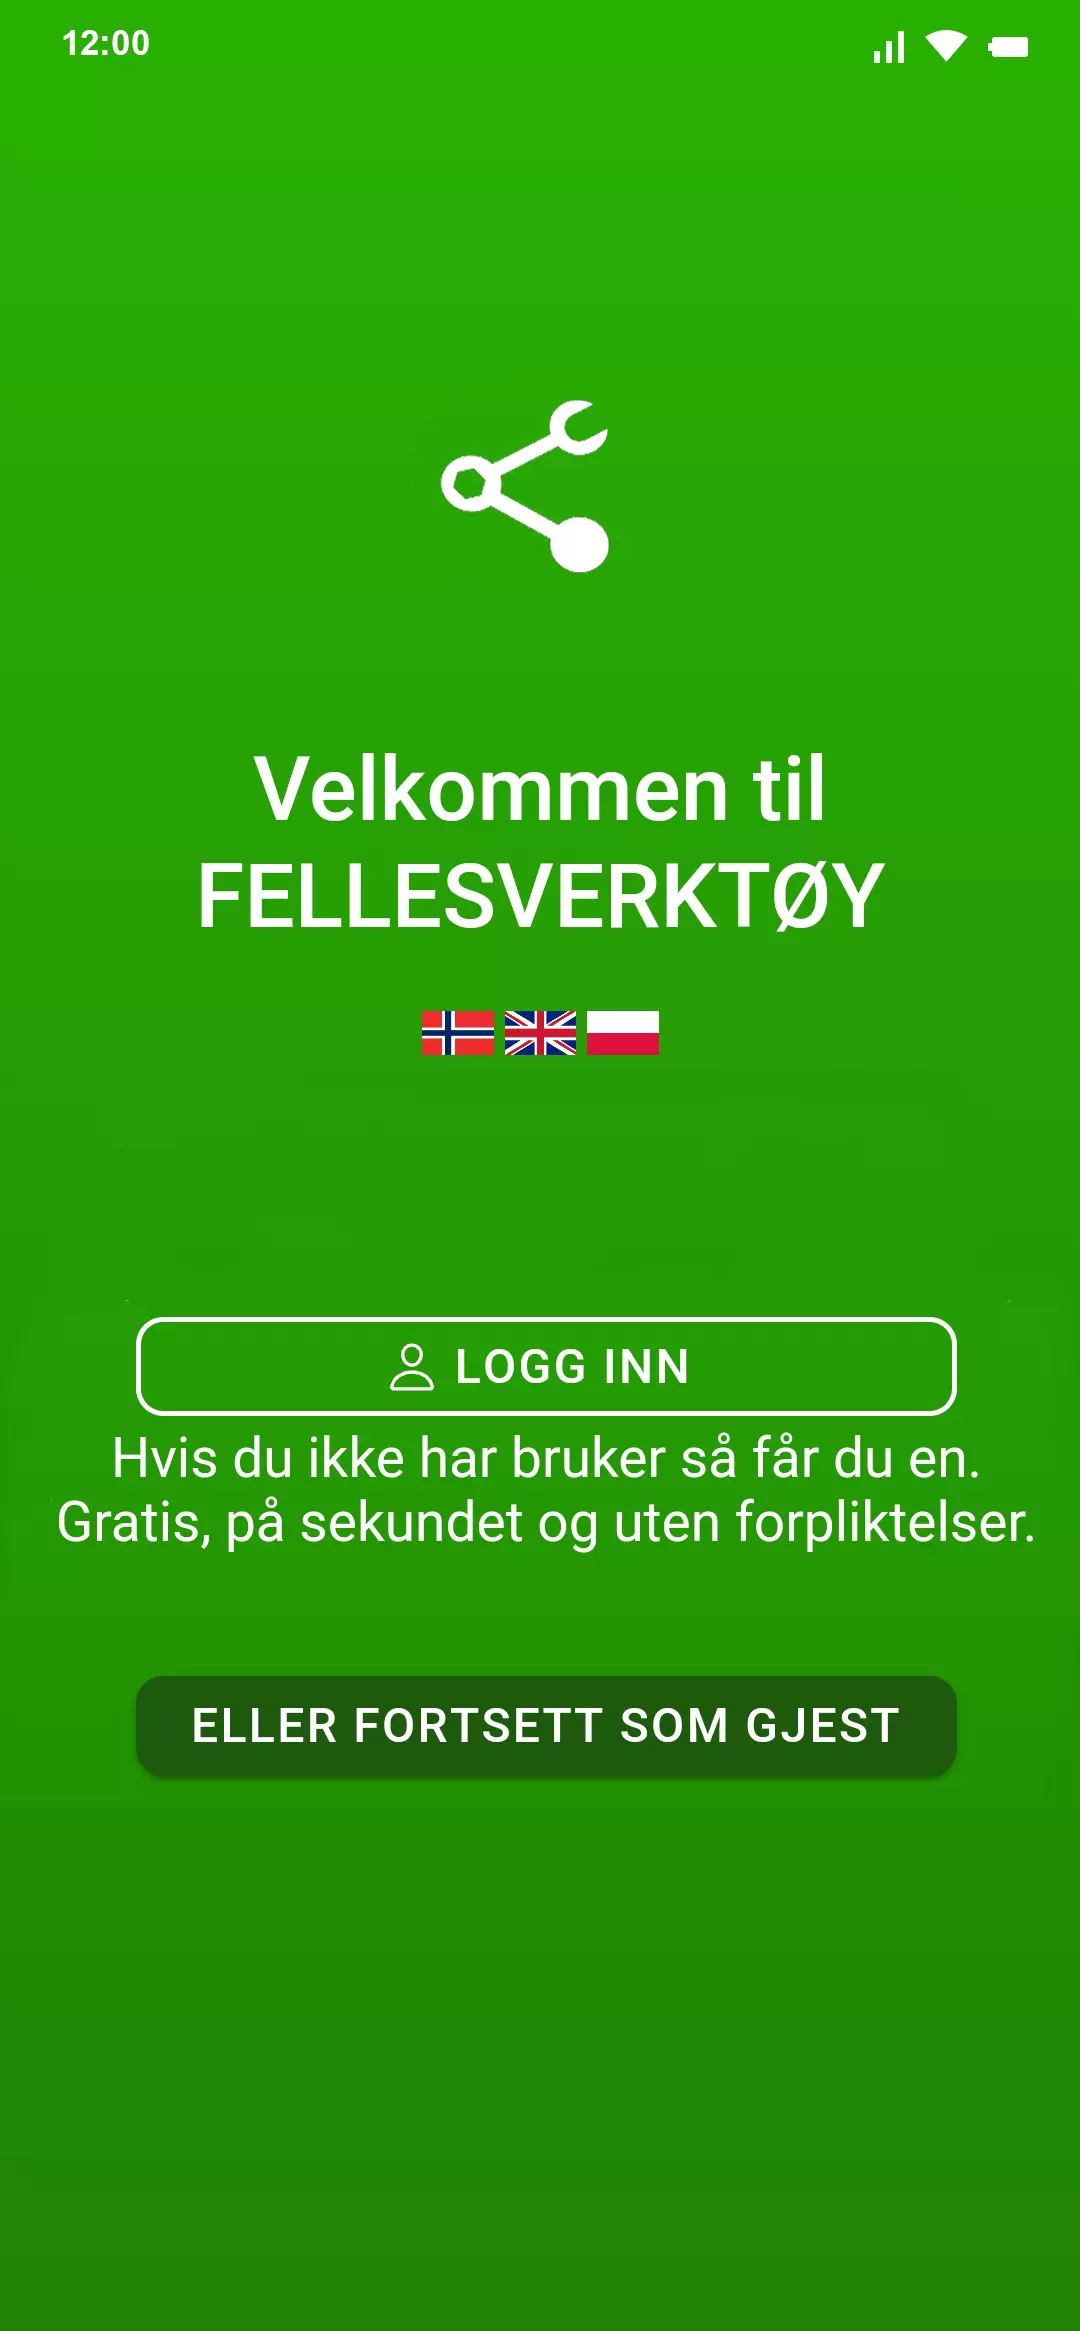 12:00
Velkommen til
FELLESVERKTØY
LOGG INN
Hvis du ikke har bruker så får du en.
Gratis, på sekundet og uten forpliktelser.
ELLER FORTSETT SOM GJEST